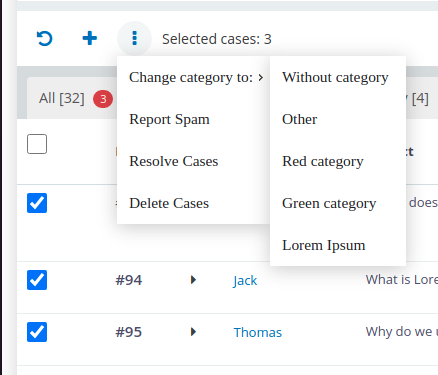 Selected cases: 3
Change category to: ›
Report Spam
Resolve Cases
Delete Cases
Without category
Other
Red category
Green category
Lorem Ipsum
All [32] 3
[4]
does
#94 Jack What is Lore
#95 Thomas Why do we